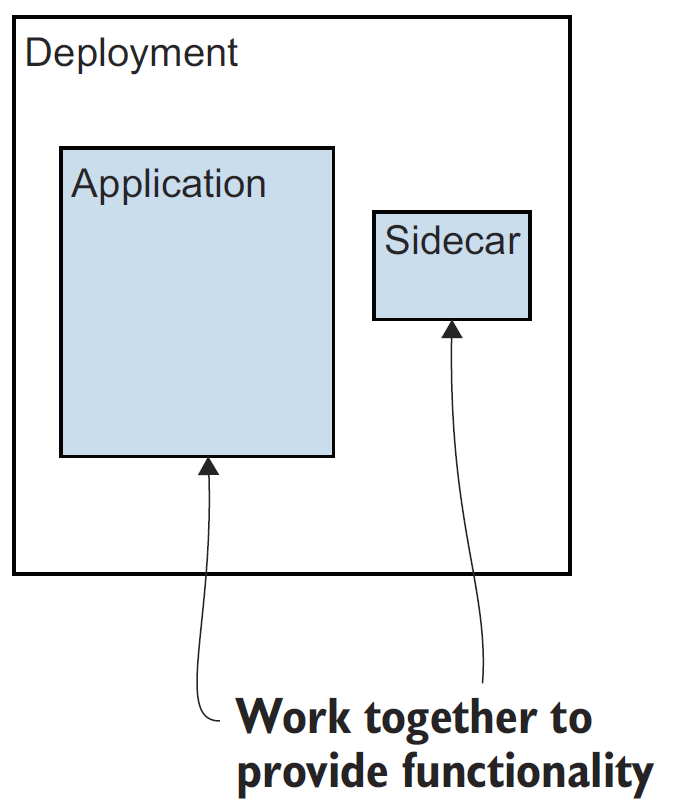 Deployment
Application
Sidecar
Work together to
provide functionality